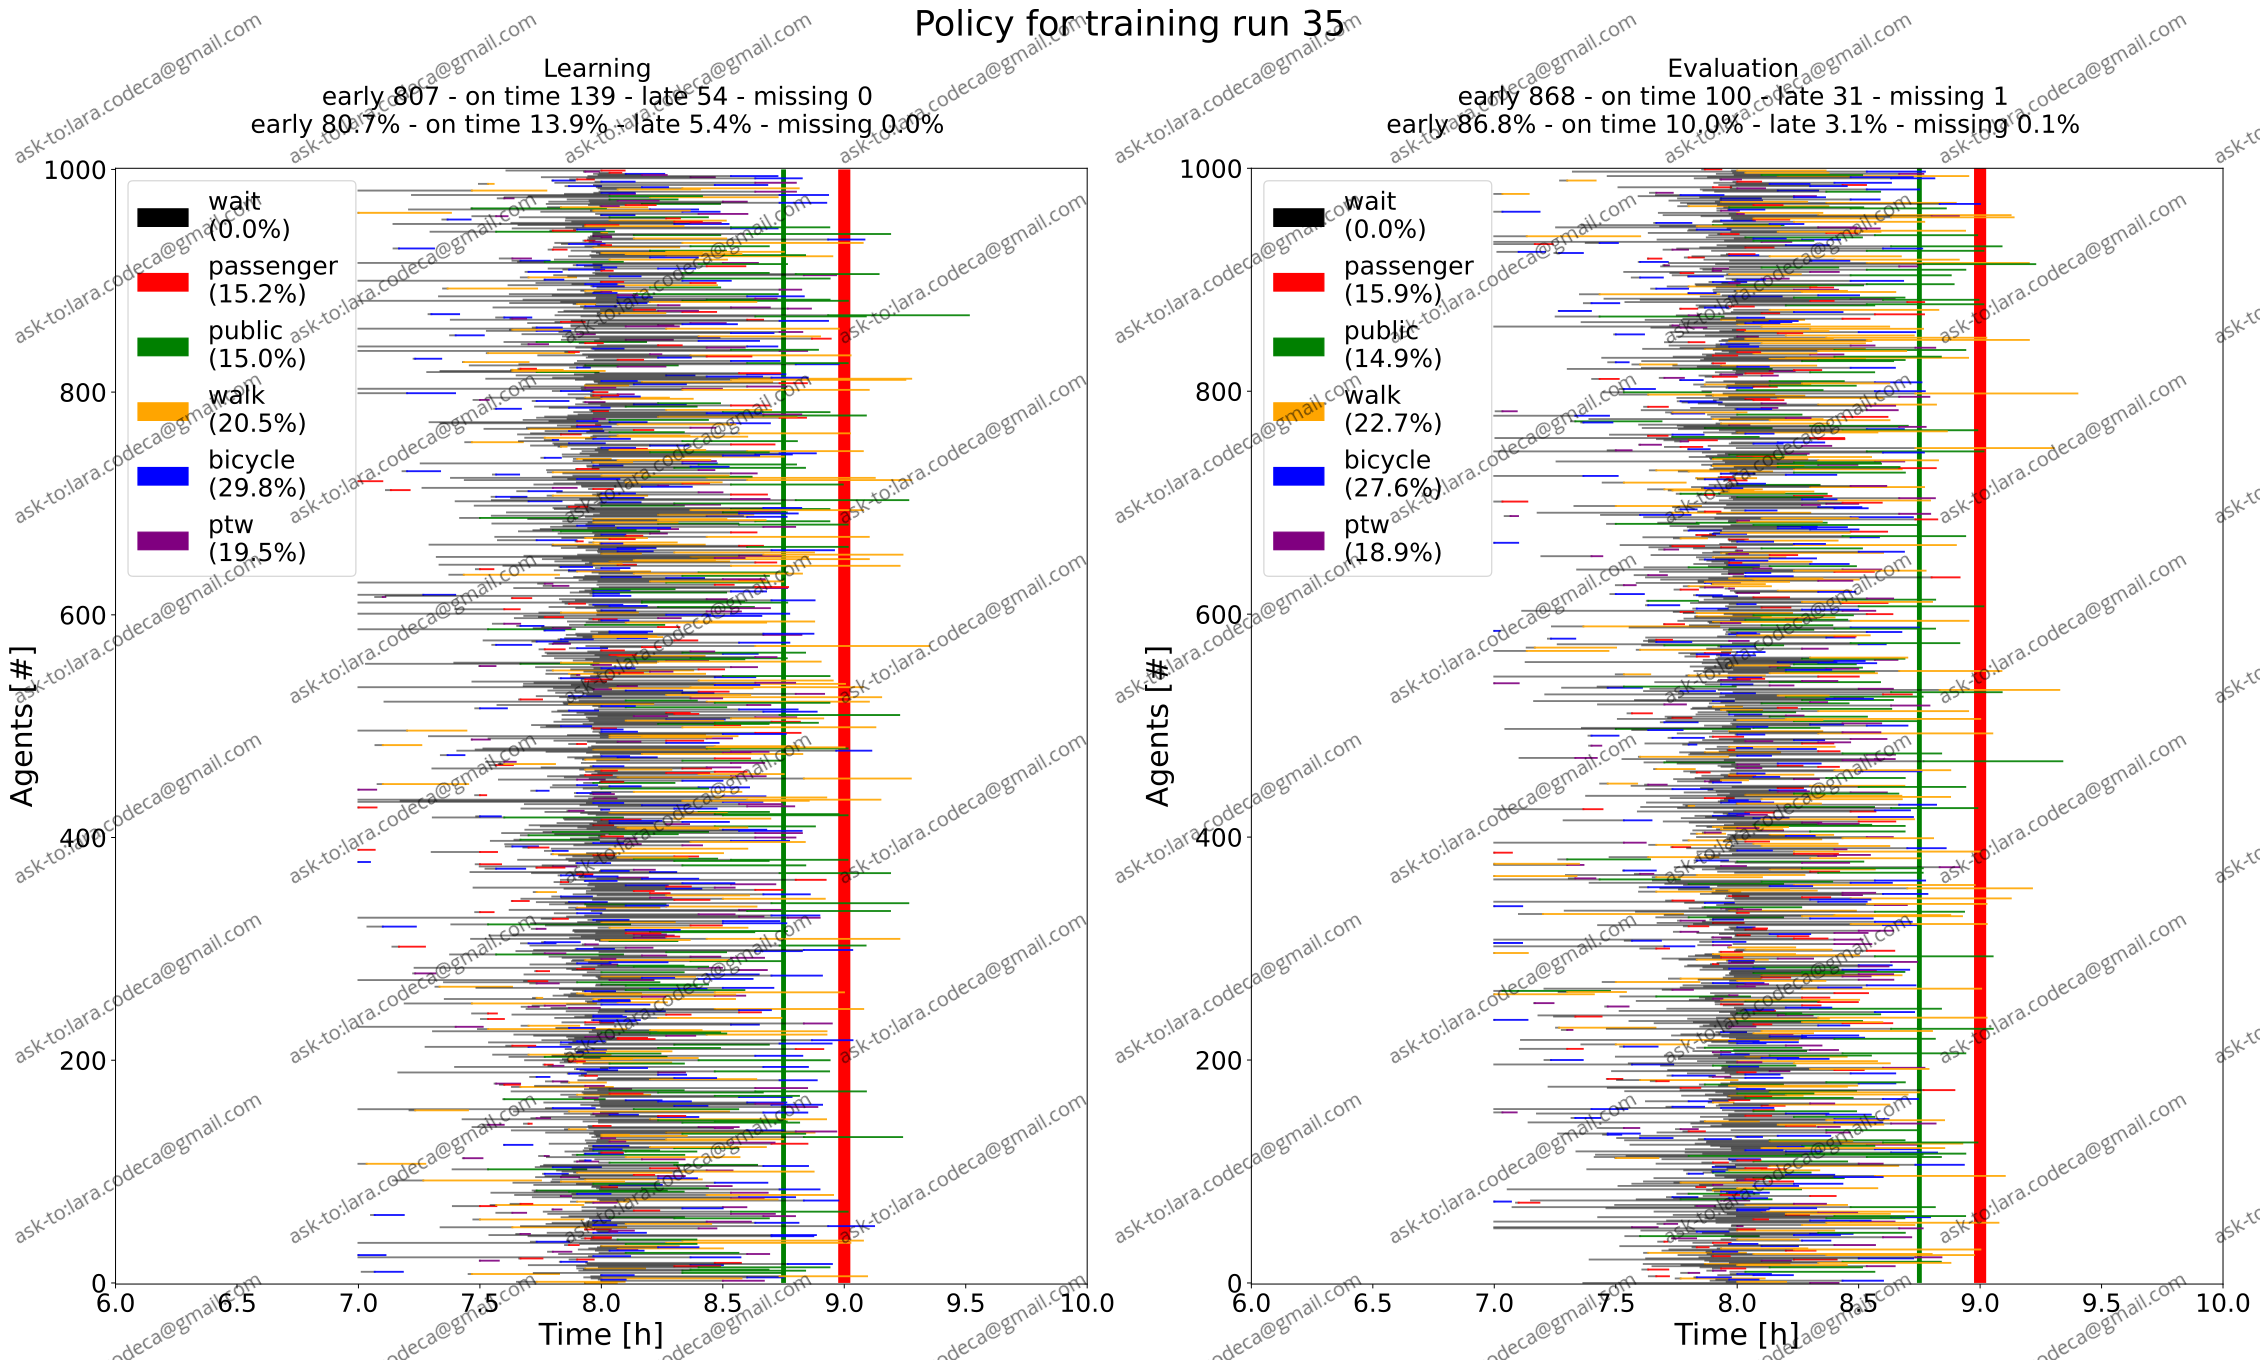 Policy for training run 35
Learning
early 807 - on time 139 - late 54 - missing 0
early 80.7% - on time 13.9% - late 5.4% - missing 0.0%
wait
(0.0%)
passenger
(15.2%)
public
(15.0%)
walk
(20.5%)
bicycle
(29.8%)
ptw
(19.5%)
Agents [#]
1000
800
600
400
200
0
6.0 6.5 7.0 7.5 8.0 8.5 9.0 9.5 10.0
Time [h]
Evaluation
early 868 - on time 100 - late 31 - missing 1
early 86.8% - on time 10.0% - late 3.1% - missing 0.1%
wait
(0.0%)
passenger
(15.9%)
public
(14.9%)
walk
(22.7%)
bicycle
(27.6%)
ptw
(18.9%)
Agents [#]
1000
800
600
400
200
0
6.0 6.5 7.0 7.5 8.0 8.5 9.0 9.5 10.0
Time [h]
ask-to:lara.codeca@gmail.com